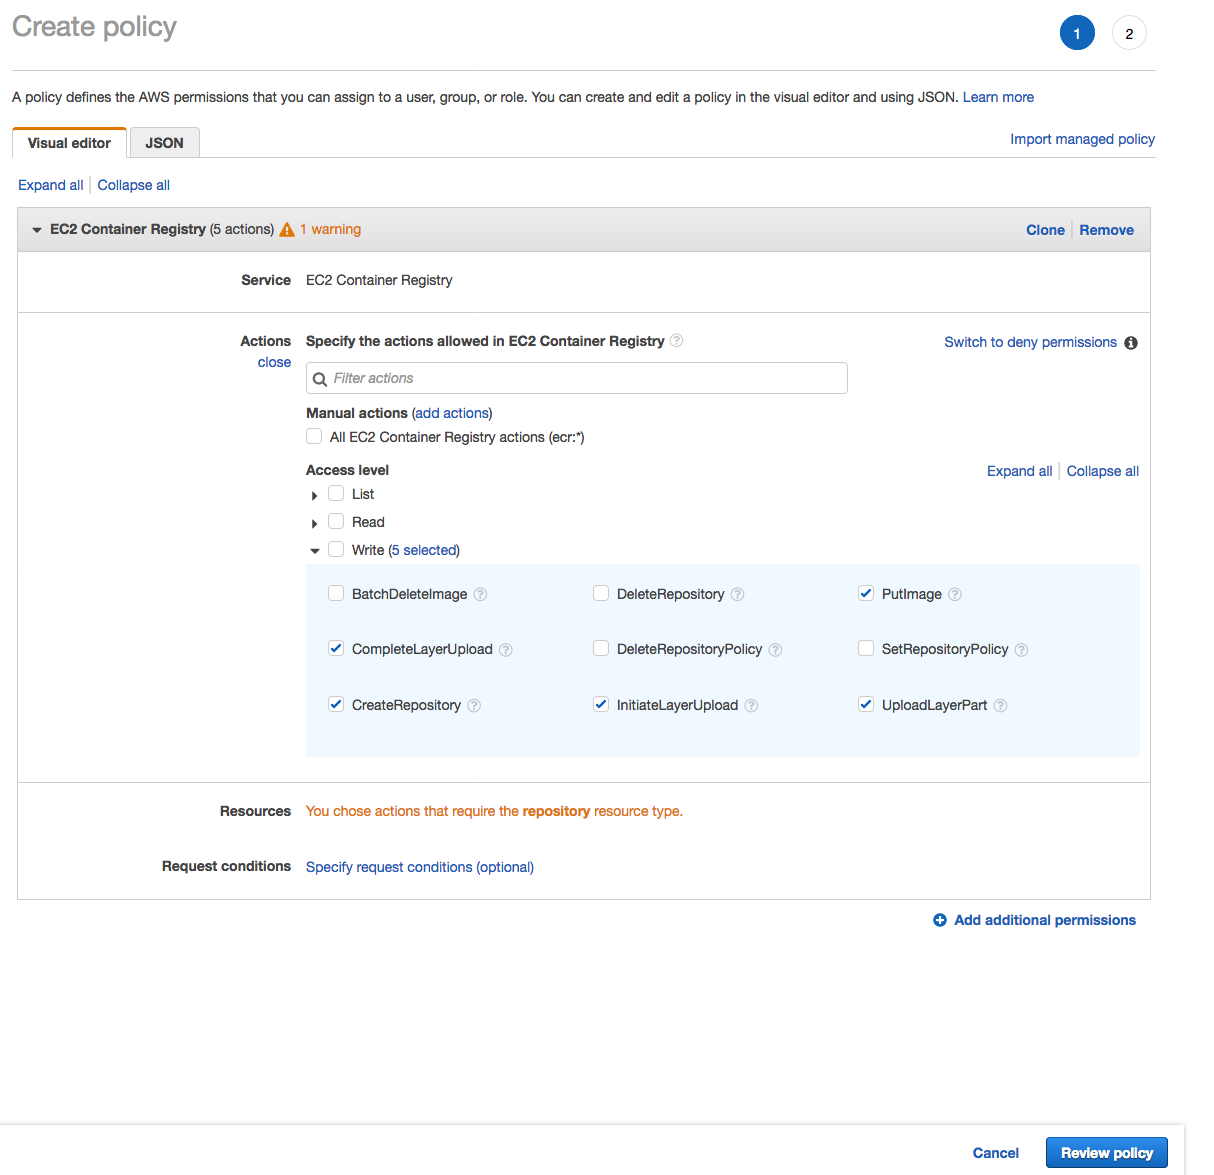 Create policy
1 2
A policy defines the AWS permissions that you can assign to a user, group, or role. You can create and edit a policy in the visual editor and using JSON. Learn more
Visual editor JSON Import managed policy
Expand all Collapse all
EC2 Container Registry (5 actions) 1 warning Clone Remove
Service EC2 Container Registry
Actions Specify the actions allowed in EC2 Container Registry ? Switch to deny permissions i
close
Filter actions
Manual actions (add actions)
All EC2 Container Registry actions (ecr:*)
Access level Expand all Collapse all
List
Read
Write (5 selected)
BatchDeleteImage ? DeleteRepository ? PutImage ?
CompleteLayerUpload ? DeleteRepositoryPolicy ? SetRepositoryPolicy ?
CreateRepository ? InitiateLayerUpload ? UploadLayerPart ?
Resources You chose actions that require the repository resource type.
Request conditions Specify request conditions (optional)
Add additional permissions
Cancel Review policy